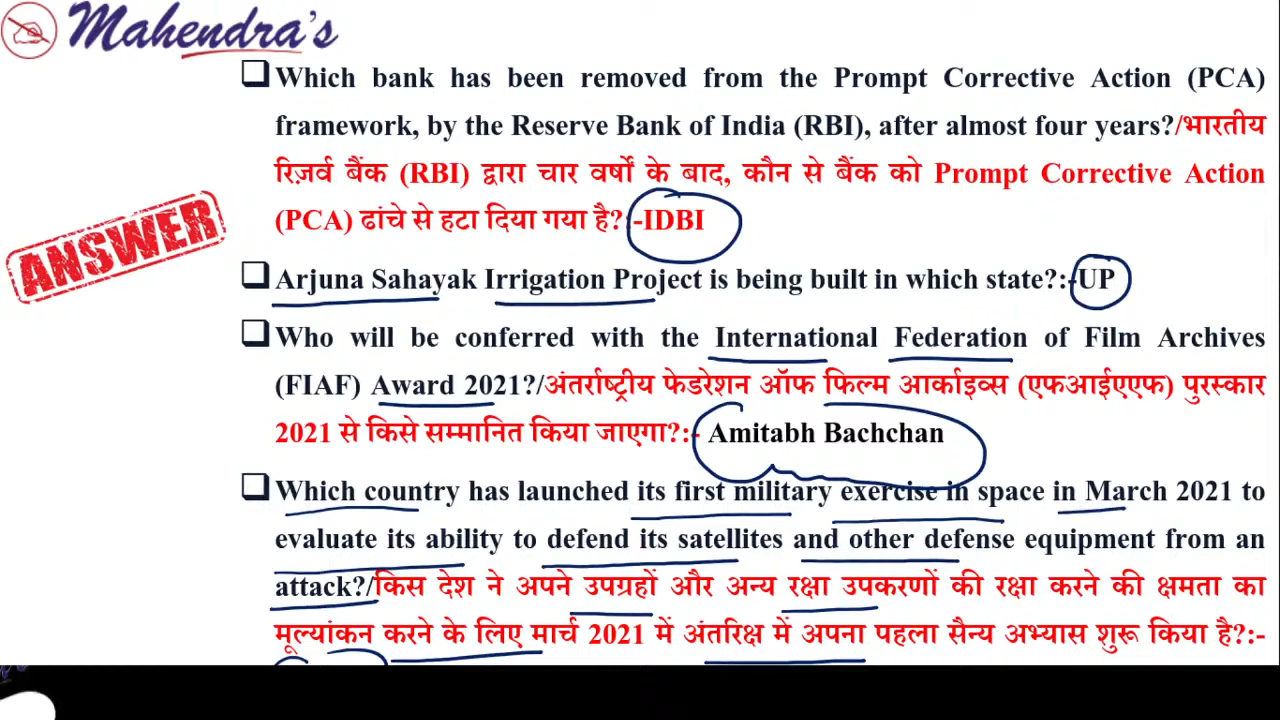 Mahendra's
Which bank has been removed from the Prompt Corrective Action (PCA)
framework, by the Reserve Bank of India (RBI), after almost four years?/भारतीय
रिज़र्व बैंक (RBI) द्वारा चार वर्षों के बाद, कौन से बैंक को Prompt Corrective Action
(PCA) ढांचे से हटा दिया गया है?:-IDBI
ANSWER
Arjuna Sahayak Irrigation Project is being built in which state?:-UP
Who will be conferred with the International Federation of Film Archives
(FIAF) Award 2021?/अंतर्राष्ट्रीय फेडरेशन ऑफ फिल्म आर्काइव्स (एफआईएएफ) पुरस्कार
2021 से किसे सम्मानित किया जाएगा?:- Amitabh Bachchan
Which country has launched its first military exercise in space in March 2021 to
evaluate its ability to defend its satellites and other defense equipment from an
attack?/किस देश ने अपने उपग्रहों और अन्य रक्षा उपकरणों की रक्षा करने की क्षमता का
मूल्यांकन करने के लिए मार्च 2021 में अंतरिक्ष में अपना पहला सैन्य अभ्यास शुरू किया है?:-